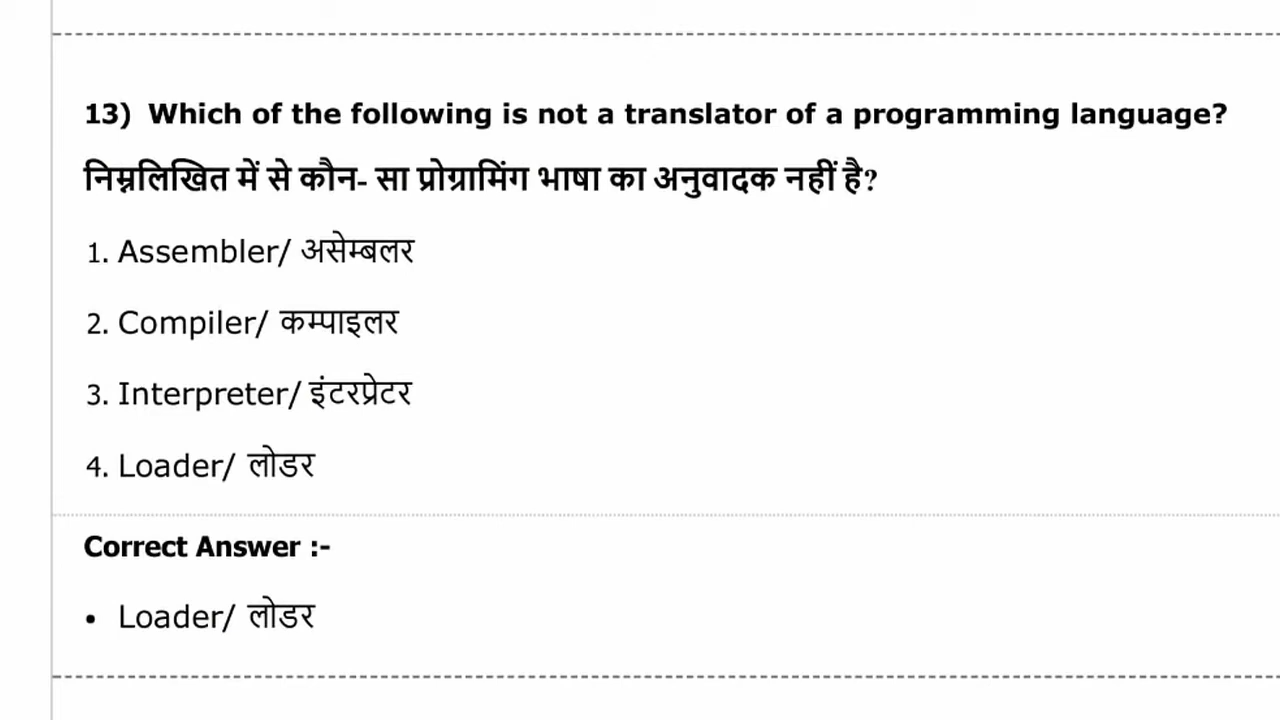 13) Which of the following is not a translator of a programming language?
निम्नलिखित में से कौन- सा प्रोग्रामिंग भाषा का अनुवादक नहीं है?
1. Assembler/ असेम्बलर
2. Compiler/ कम्पाइलर
3. Interpreter/ इंटरप्रेटर
4. Loader/ लोडर
Correct Answer :-
• Loader/ लोडर